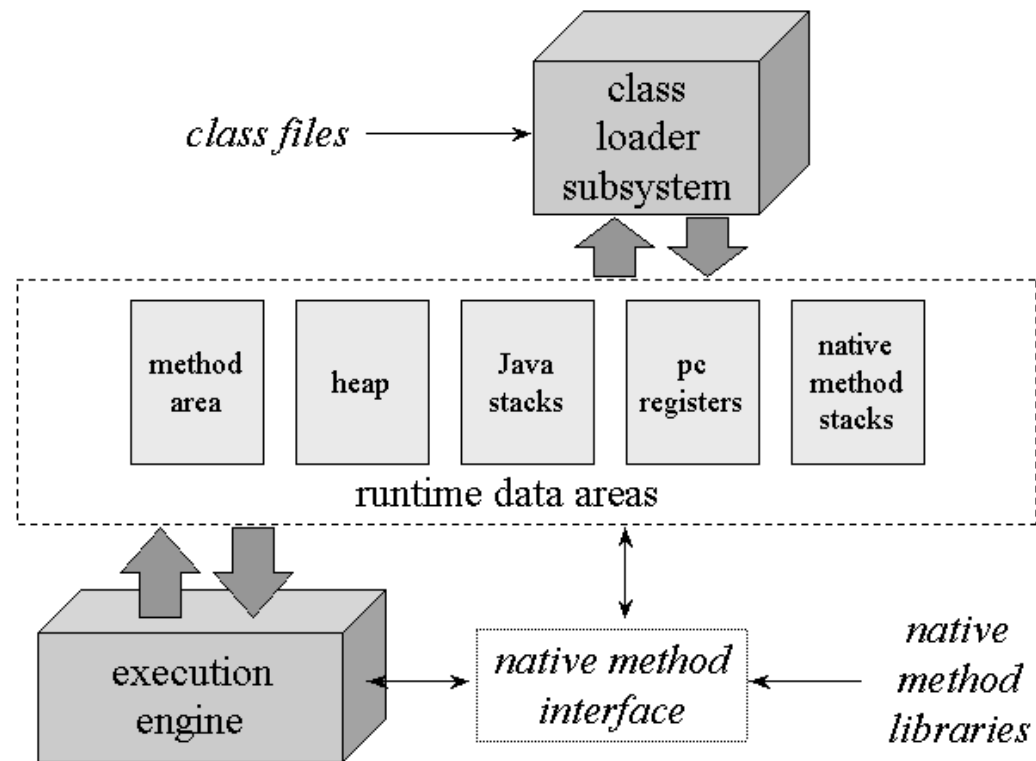 class
loader
subsystem
class files
method
area
heap
Java
stacks
pc
registers
native
method
stacks
runtime data areas
execution
engine
native method
interface
native
method
libraries